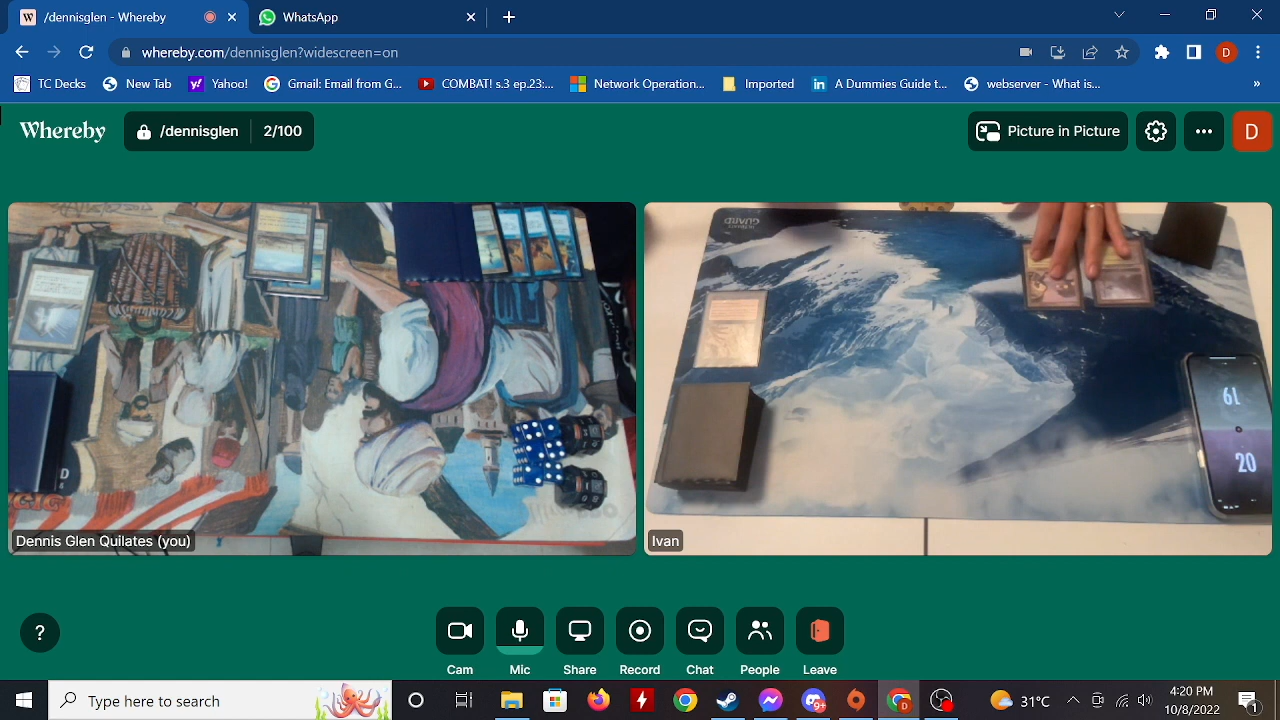 /dennisglen - Whereby
WhatsApp
whereby.com/dennisglen?widescreen=on
D
TC Decks
New Tab
Yahoo!
Gmail: Email from G...
COMBAT! s.3 ep.23:...
Network Operation...
Imported
A Dummies Guide t...
webserver - What is...
»
Whereby
/dennisglen
2/100
Picture in Picture
D
20
Dennis Glen Quilates (you)
Ivan
?
Cam
Mic
Share
Record
Chat
People
Leave
Type here to search
9+
31°C
4:20 PM
10/8/2022
1